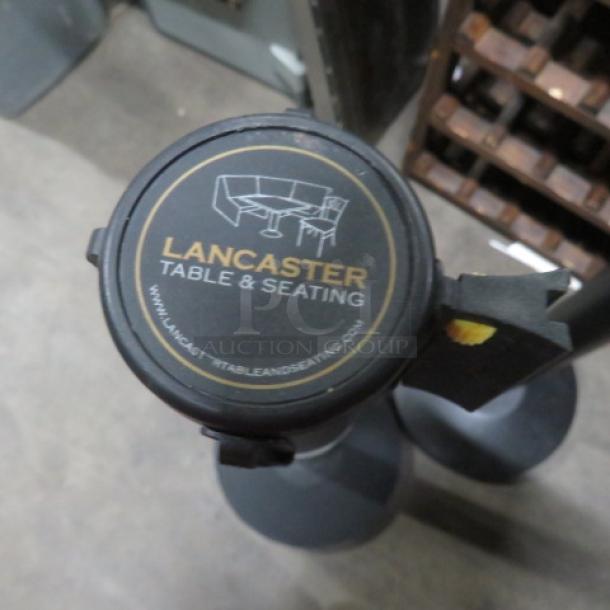 LANCASTER
TABLE & SEATING
PCI
AUCTION GROUP